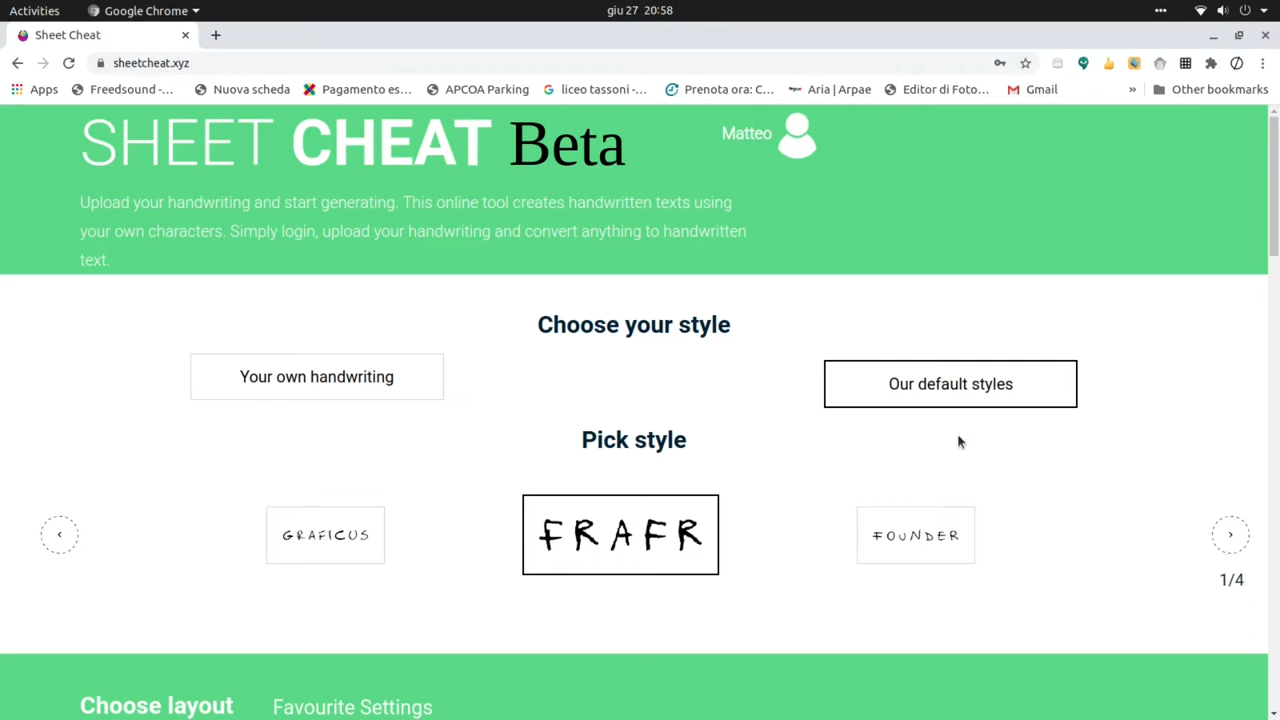 Activities
Google Chrome
giu 27 20:58
Sheet Cheat
sheetcheat.xyz
Apps
Freedsound -...
Nuova scheda
Pagamento es...
APCOA Parking
liceo tassoni -...
Prenota ora: C...
Aria | Arpae
Editor di Foto...
Gmail
»
Other bookmarks
SHEET CHEAT Beta
Matteo
Upload your handwriting and start generating. This online tool creates handwritten texts using
your own characters. Simply login, upload your handwriting and convert anything to handwritten
text.
Choose your style
Your own handwriting
Our default styles
Pick style
GRAFICUS
FRAFR
FOUNDER
1/4
Choose layout
Favourite Settings